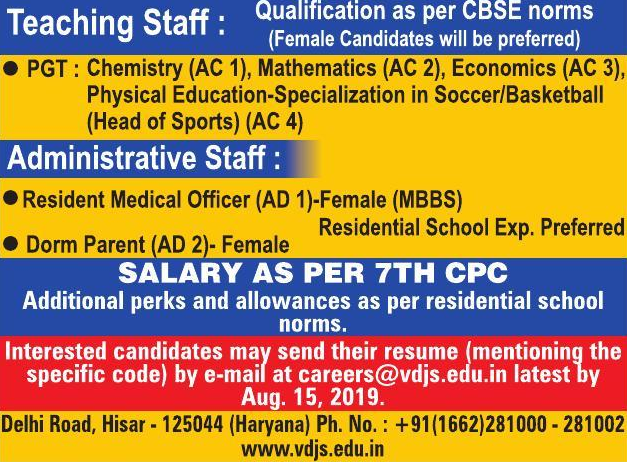 Teaching Staff :
Qualification as per CBSE norms
(Female Candidates will be preferred)
● PGT : Chemistry (AC 1), Mathematics (AC 2), Economics (AC 3),
Physical Education-Specialization in Soccer/Basketball
(Head of Sports) (AC 4)
Administrative Staff :
● Resident Medical Officer (AD 1)-Female (MBBS)
Residential School Exp. Preferred
● Dorm Parent (AD 2)- Female
SALARY AS PER 7TH CPC
Additional perks and allowances as per residential school
norms.
Interested candidates may send their resume (mentioning the
specific code) by e-mail at careers@vdjs.edu.in latest by
Aug. 15, 2019.
Delhi Road, Hisar - 125044 (Haryana) Ph. No. : +91(1662)281000 - 281002
www.vdjs.edu.in